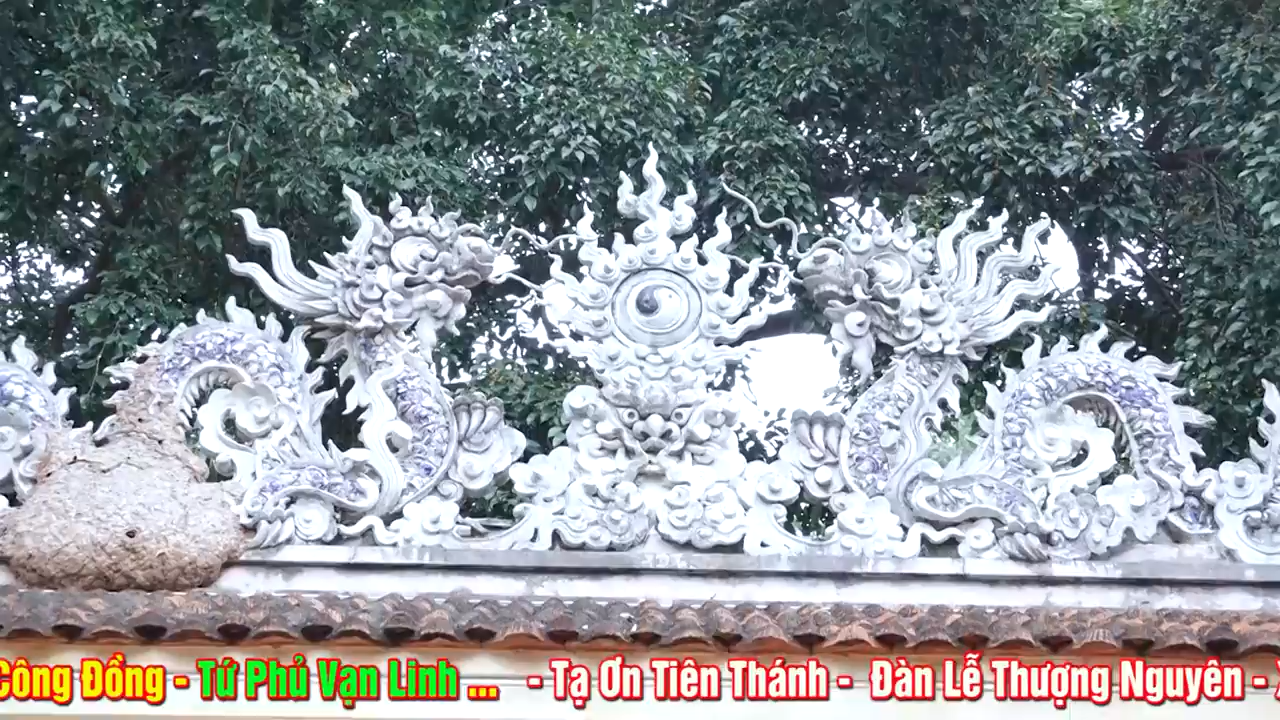 Công Đồng - Tứ Phủ Vạn Linh ... - Tạ Ơn Tiên Thánh - Đàn Lễ Thượng Nguyên -